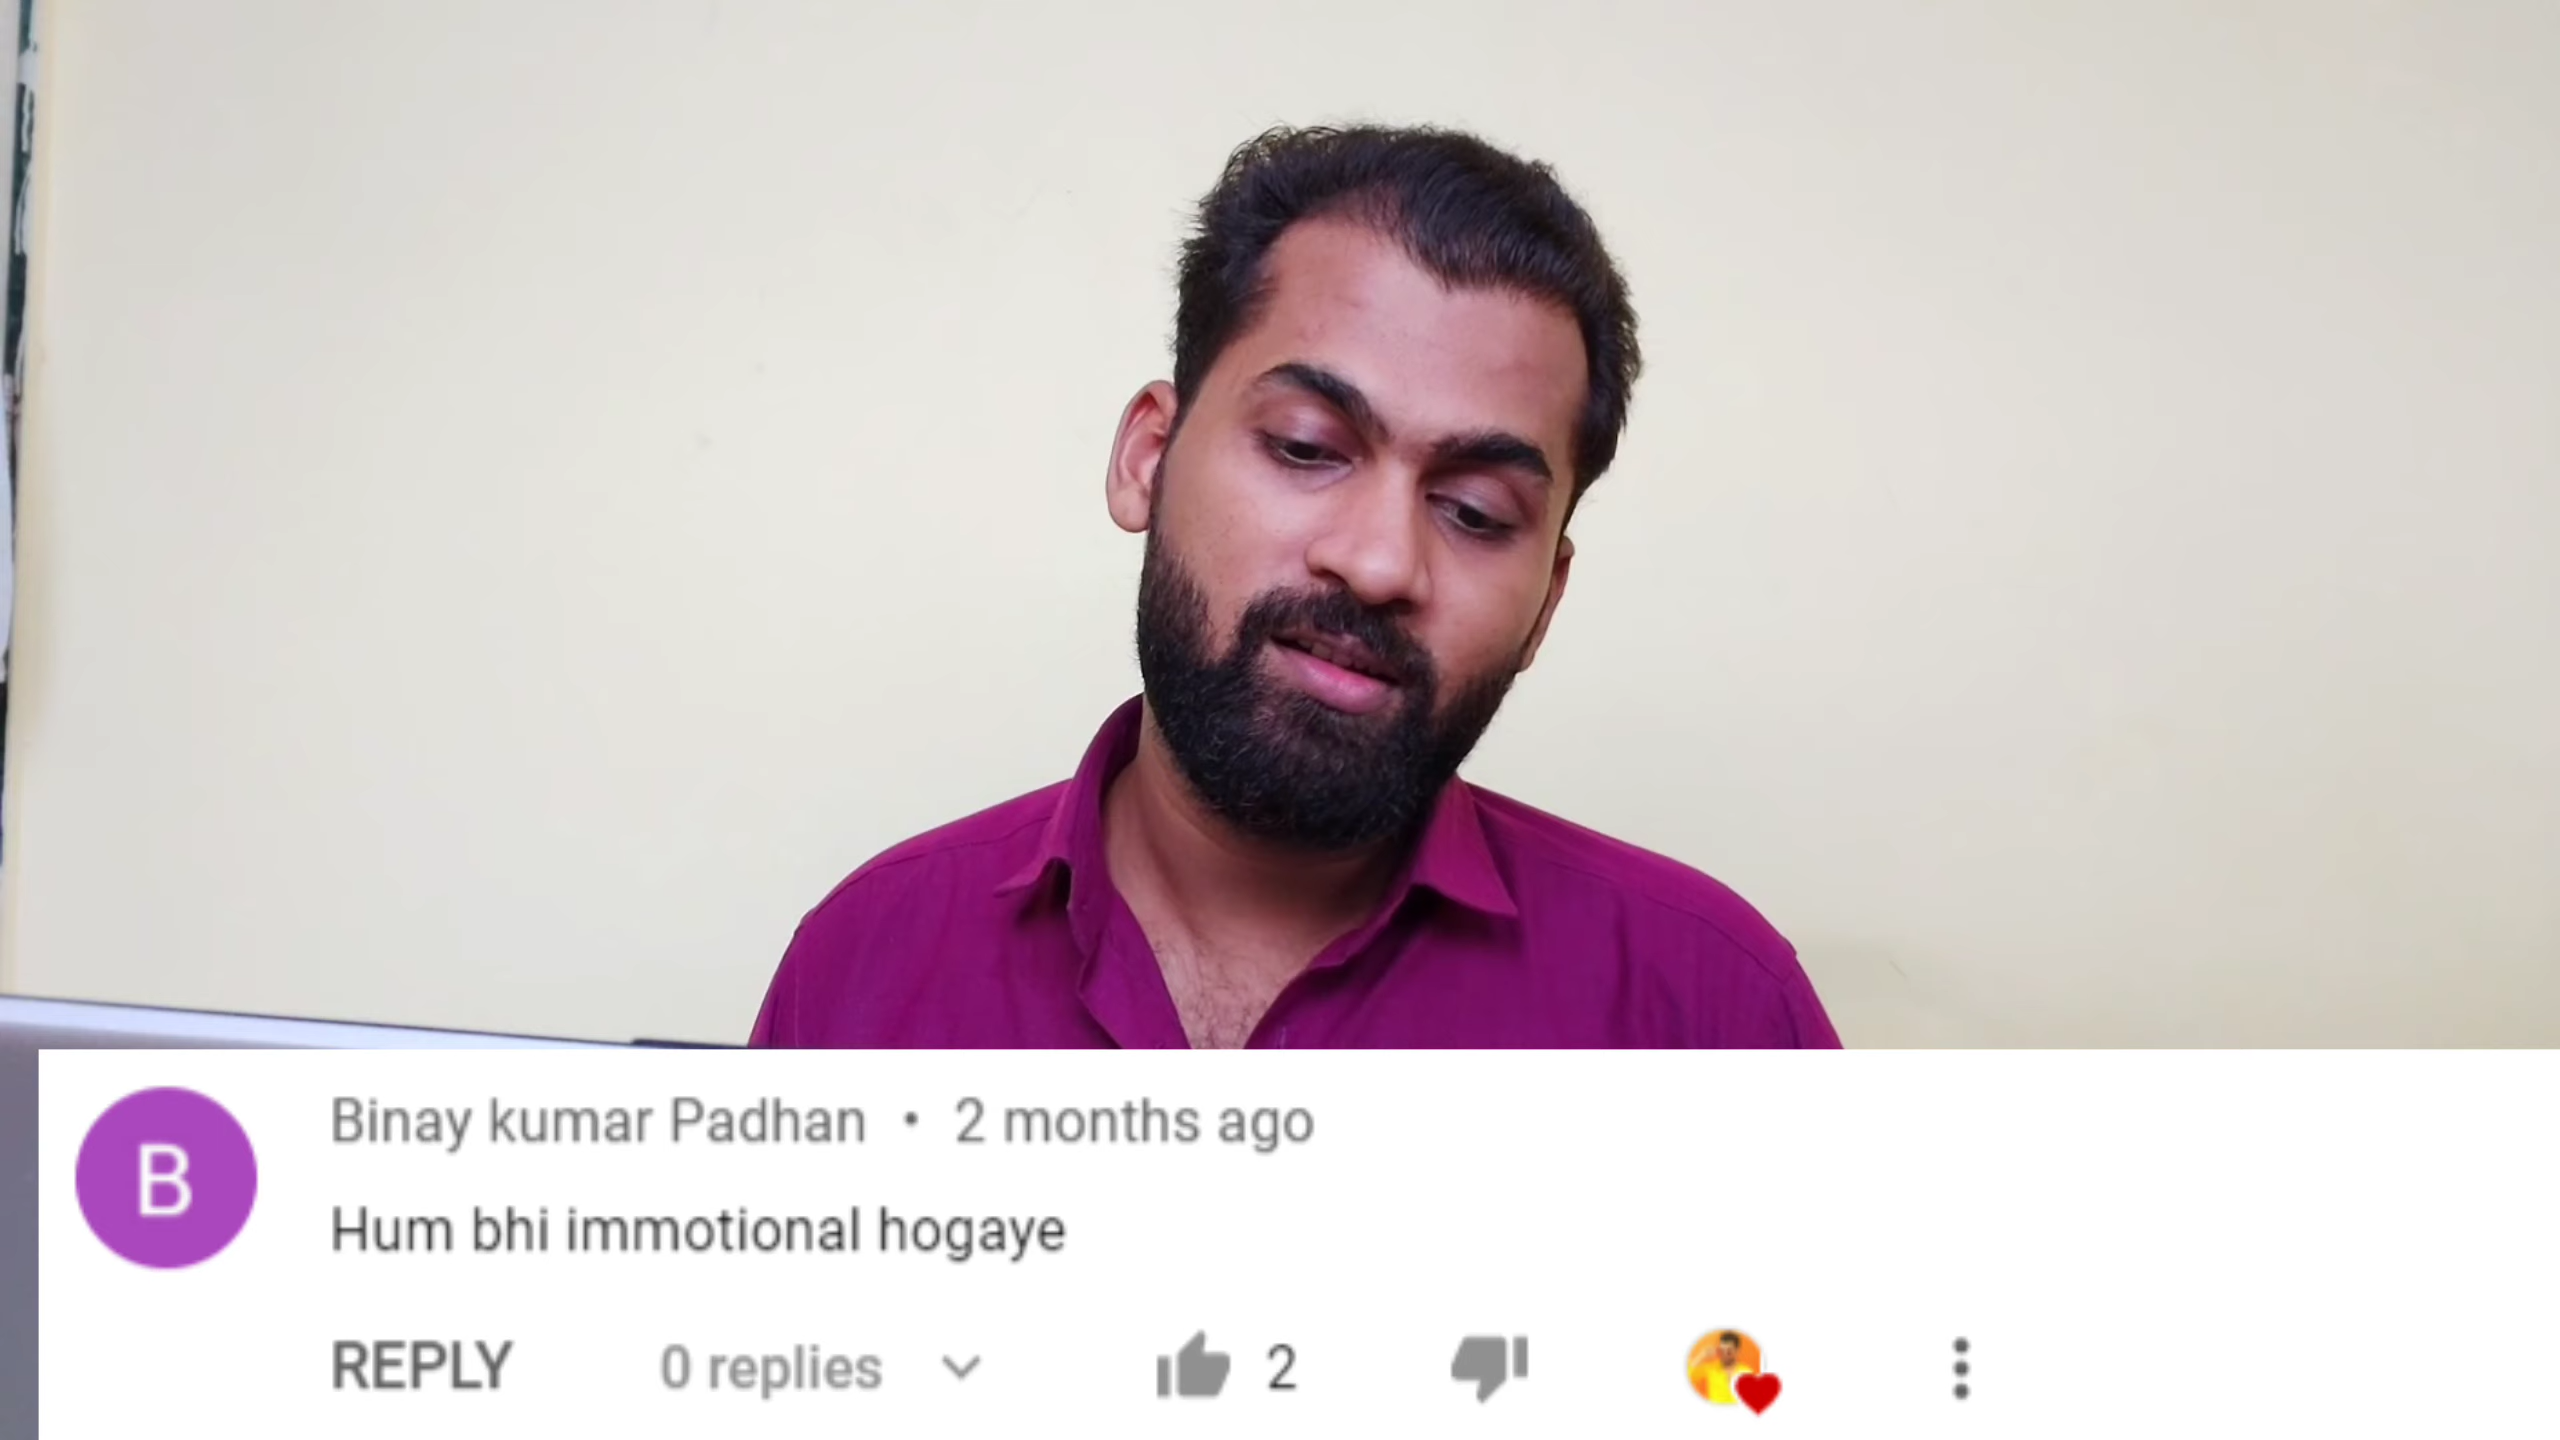 B
Binay kumar Padhan • 2 months ago
Hum bhi immotional hogaye
REPLY 0 replies 2